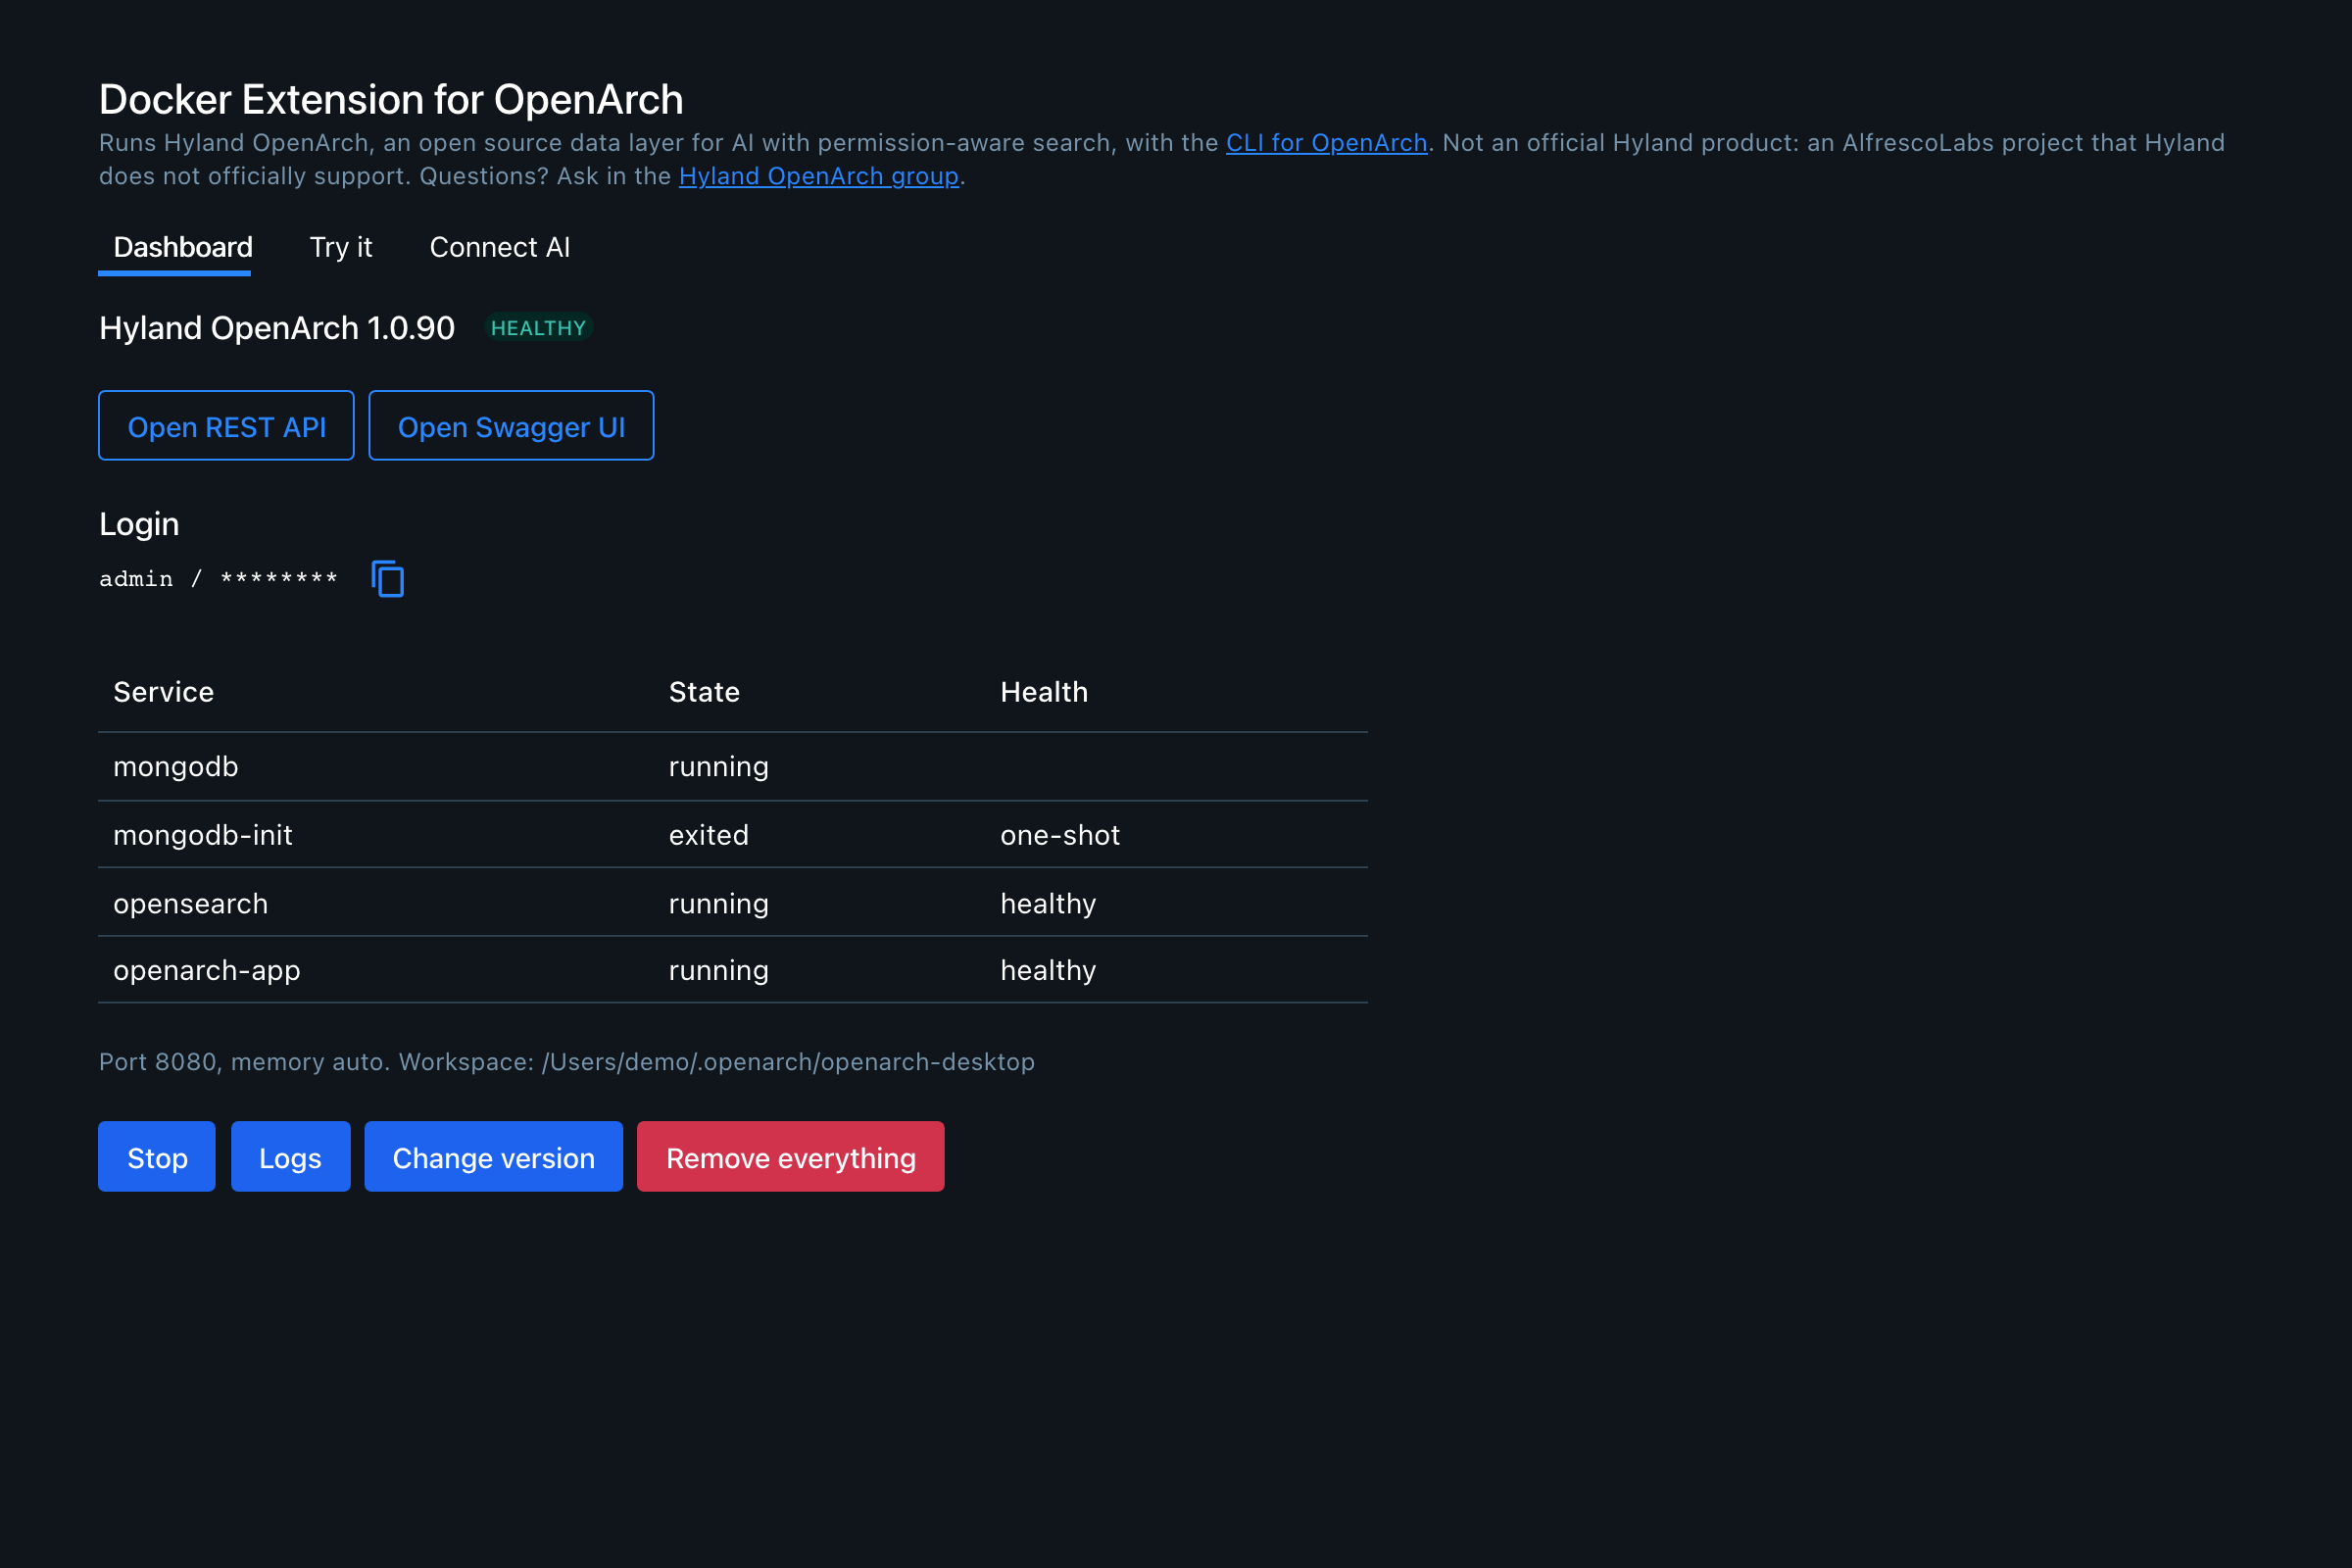 Docker Extension for OpenArch
Runs Hyland OpenArch, an open source data layer for AI with permission-aware search, with the CLI for OpenArch. Not an official Hyland product: an AlfrescoLabs project that Hyland
does not officially support. Questions? Ask in the Hyland OpenArch group.
Dashboard Try it Connect AI
Hyland OpenArch 1.0.90 HEALTHY
Open REST API Open Swagger UI
Login
admin / ********
Service State Health
mongodb running
mongodb-init exited one-shot
opensearch running healthy
openarch-app running healthy
Port 8080, memory auto. Workspace: /Users/demo/.openarch/openarch-desktop
Stop Logs Change version Remove everything